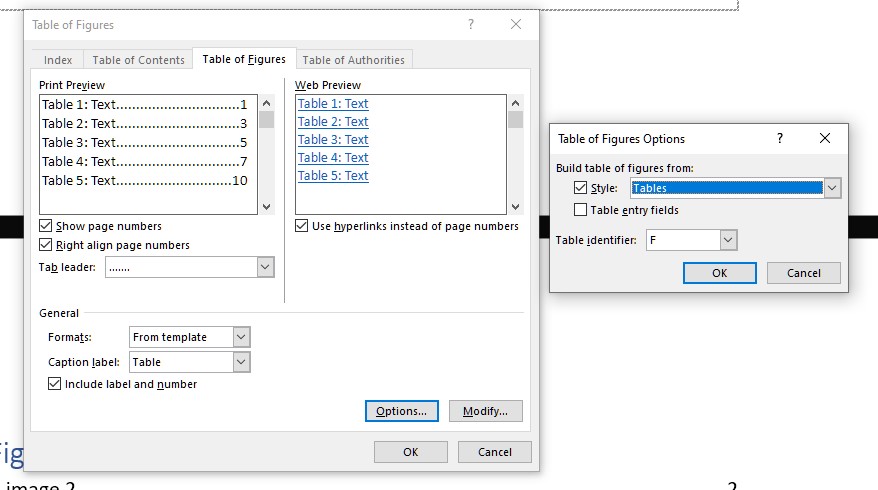 Table of Figures
?
Index
Table of Contents
Table of Figures
Table of Authorities
Print Preview
Table 1: Text...............................1
Table 2: Text...............................3
Table 3: Text...............................5
Table 4: Text...............................7
Table 5: Text.............................10
Web Preview
Table 1: Text
Table 2: Text
Table 3: Text
Table 4: Text
Table 5: Text
Show page numbers
Right align page numbers
Tab leader: .......
Use hyperlinks instead of page numbers
General
Formats: From template
Caption label: Table
Include label and number
Options... Modify...
OK Cancel
Table of Figures Options
?
Build table of figures from:
Style: Tables
Table entry fields
Table identifier: F
OK Cancel
Fig
image 2 2